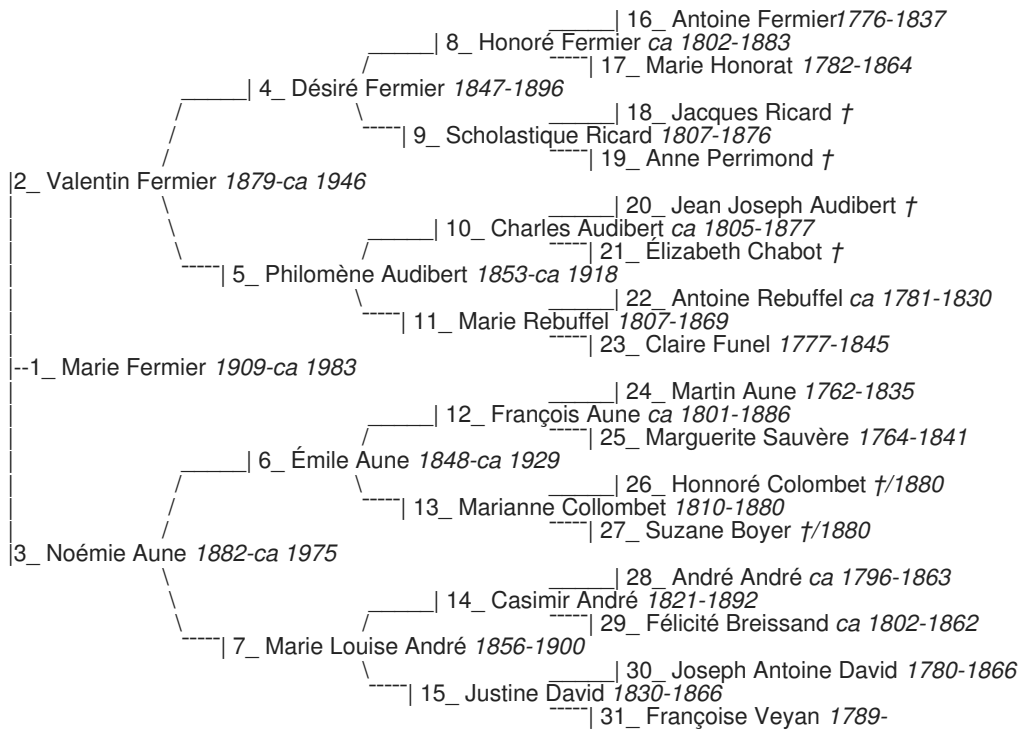 16_ Antoine Fermier1776-1837
8_ Honoré Fermier ca 1802-1883
17_ Marie Honorat 1782-1864
4_ Désiré Fermier 1847-1896
18_ Jacques Ricard †
9_ Scholastique Ricard 1807-1876
19_ Anne Perrimond †
2_ Valentin Fermier 1879-ca 1946
20_ Jean Joseph Audibert †
10_ Charles Audibert ca 1805-1877
21_ Élizabeth Chabot †
5_ Philomène Audibert 1853-ca 1918
22_ Antoine Rebuffel ca 1781-1830
11_ Marie Rebuffel 1807-1869
23_ Claire Funel 1777-1845
1_ Marie Fermier 1909-ca 1983
24_ Martin Aune 1762-1835
12_ François Aune ca 1801-1886
25_ Marguerite Sauvère 1764-1841
6_ Émile Aune 1848-ca 1929
26_ Honnoré Colombet †/1880
13_ Marianne Collombet 1810-1880
27_ Suzane Boyer †/1880
3_ Noémie Aune 1882-ca 1975
28_ André André ca 1796-1863
14_ Casimir André 1821-1892
29_ Félicité Breissand ca 1802-1862
7_ Marie Louise André 1856-1900
30_ Joseph Antoine David 1780-1866
15_ Justine David 1830-1866
31_ Françoise Veyan 1789-